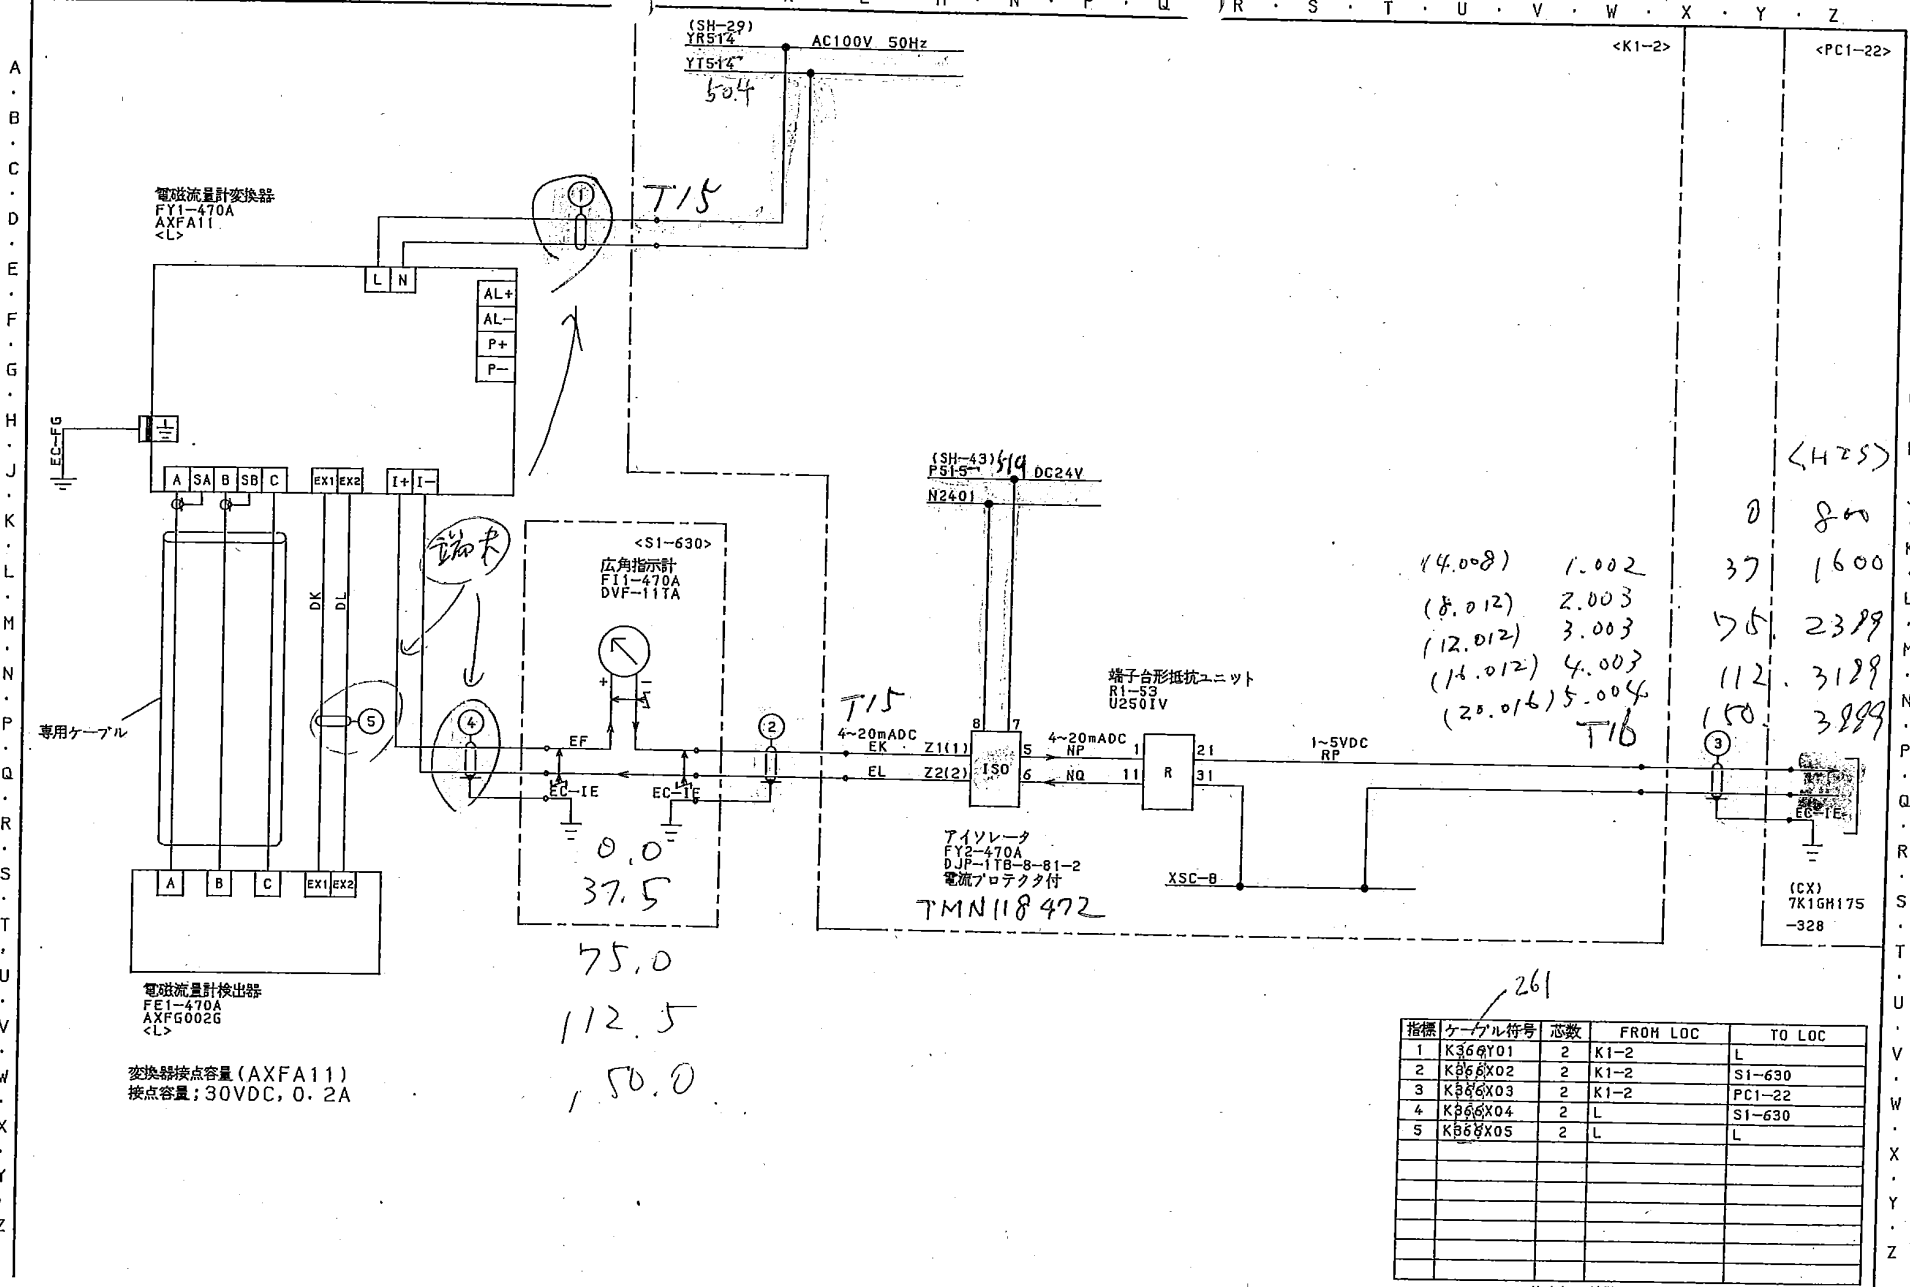 R · S · T · U · V · W · X · Y · Z
A · B · C · D · E · F · G · H · J · K · L · M · N · P · Q · R · S · T · U · V · W · X · Y · Z
(SH-29)
YR514
AC100V 50Hz
YT514
504
<K1-2>
<PC1-22>
電磁流量計変換器
FY1-470A
AXFA11
<L>
1
T15
L N
AL+
AL-
P+
P-
EC-FG
A SA B SB C EX1 EX2 I+ I-
端末
<S1-630>
広角指示計
FI1-470A
DVF-11TA
+ -
(SH-43)
P515 519 DC24V
N2401
<HZS>
0 800
(4.008) 1.002 37 1600
(8.012) 2.003
(12.012) 3.003 75. 2399
(16.012) 4.003 112. 3199
(20.016) 5.004 150. 3999
T16
DK
DL
専用ケーブル
5
4
2
3
EF
EC-IE
EC-IE
T15
4~20mADC
EK
EL
Z1(1)
Z2(2)
8 7
ISO
5
6
4~20mADC
NP
NQ
1
11
端子台形抵抗ユニット
R1-53
U250IV
R
21
31
1~5VDC
RP
EC-IE
アイソレータ
FY2-470A
DJP-1TB-8-81-2
電流プロテクタ付
TMN118472
XSC-8
(CX)
7K1GH175
-328
0.0
37.5
75.0
112.5
150.0
A B C EX1 EX2
電磁流量計検出器
FE1-470A
AXFG002G
<L>
変換器接点容量(AXFA11)
接点容量;30VDC,0.2A
261
指標 ケーブル符号 芯数 FROM LOC TO LOC
1 K366Y01 2 K1-2 L
2 K366X02 2 K1-2 S1-630
3 K366X03 2 K1-2 PC1-22
4 K366X04 2 L S1-630
5 K366X05 2 L L